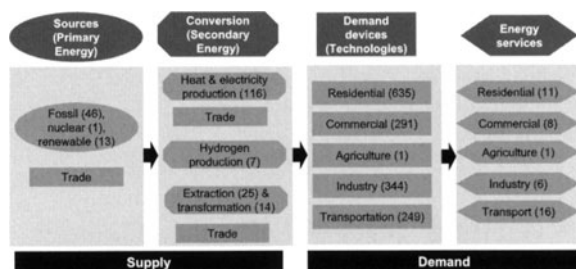 Sources
(Primary
Energy)
Conversion
(Secondary
Energy)
Demand
devices
(Technologies)
Energy
services
Fossil (46),
nuclear (1),
renewable (13)
Trade
Heat & electricity
production (116)
Trade
Hydrogen
production (7)
Extraction (25) &
transformation (14)
Trade
Residential (635)
Commercial (291)
Agriculture (1)
Industry (344)
Transportation (249)
Residential (11)
Commercial (8)
Agriculture (1)
Industry (6)
Transport (16)
Supply
Demand